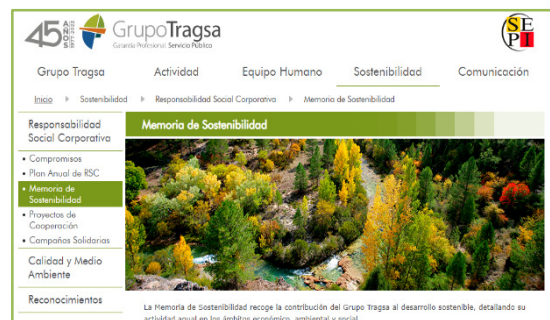 45 AÑOS 1977-2022
GrupoTragsa
Garantía Profesional, Servicio Público
SEPI
Grupo Tragsa Actividad Equipo Humano Sostenibilidad Comunicación
Inicio Sostenibilidad Responsabilidad Social Corporativa Memoria de Sostenibilidad
Responsabilidad
Social Corporativa
• Compromisos
• Plan Anual de RSC
• Memoria de
Sostenibilidad
• Proyectos de
Cooperación
• Campañas Solidarias
Calidad y Medio
Ambiente
Reconocimientos
Memoria de Sostenibilidad
La Memoria de Sostenibilidad recoge la contribución del Grupo Tragsa al desarrollo sostenible, detallando su
actividad anual en los ámbitos económico, ambiental y social.